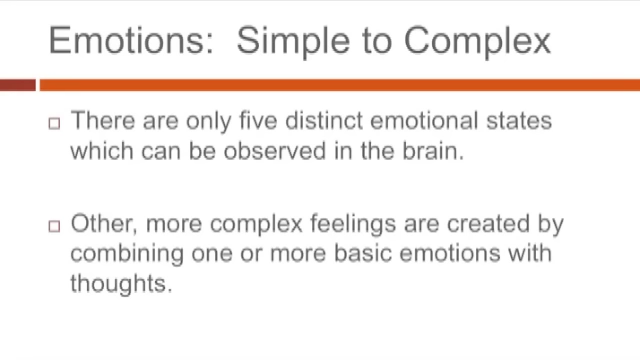 Emotions: Simple to Complex
There are only five distinct emotional states
which can be observed in the brain.
Other, more complex feelings are created by
combining one or more basic emotions with
thoughts.